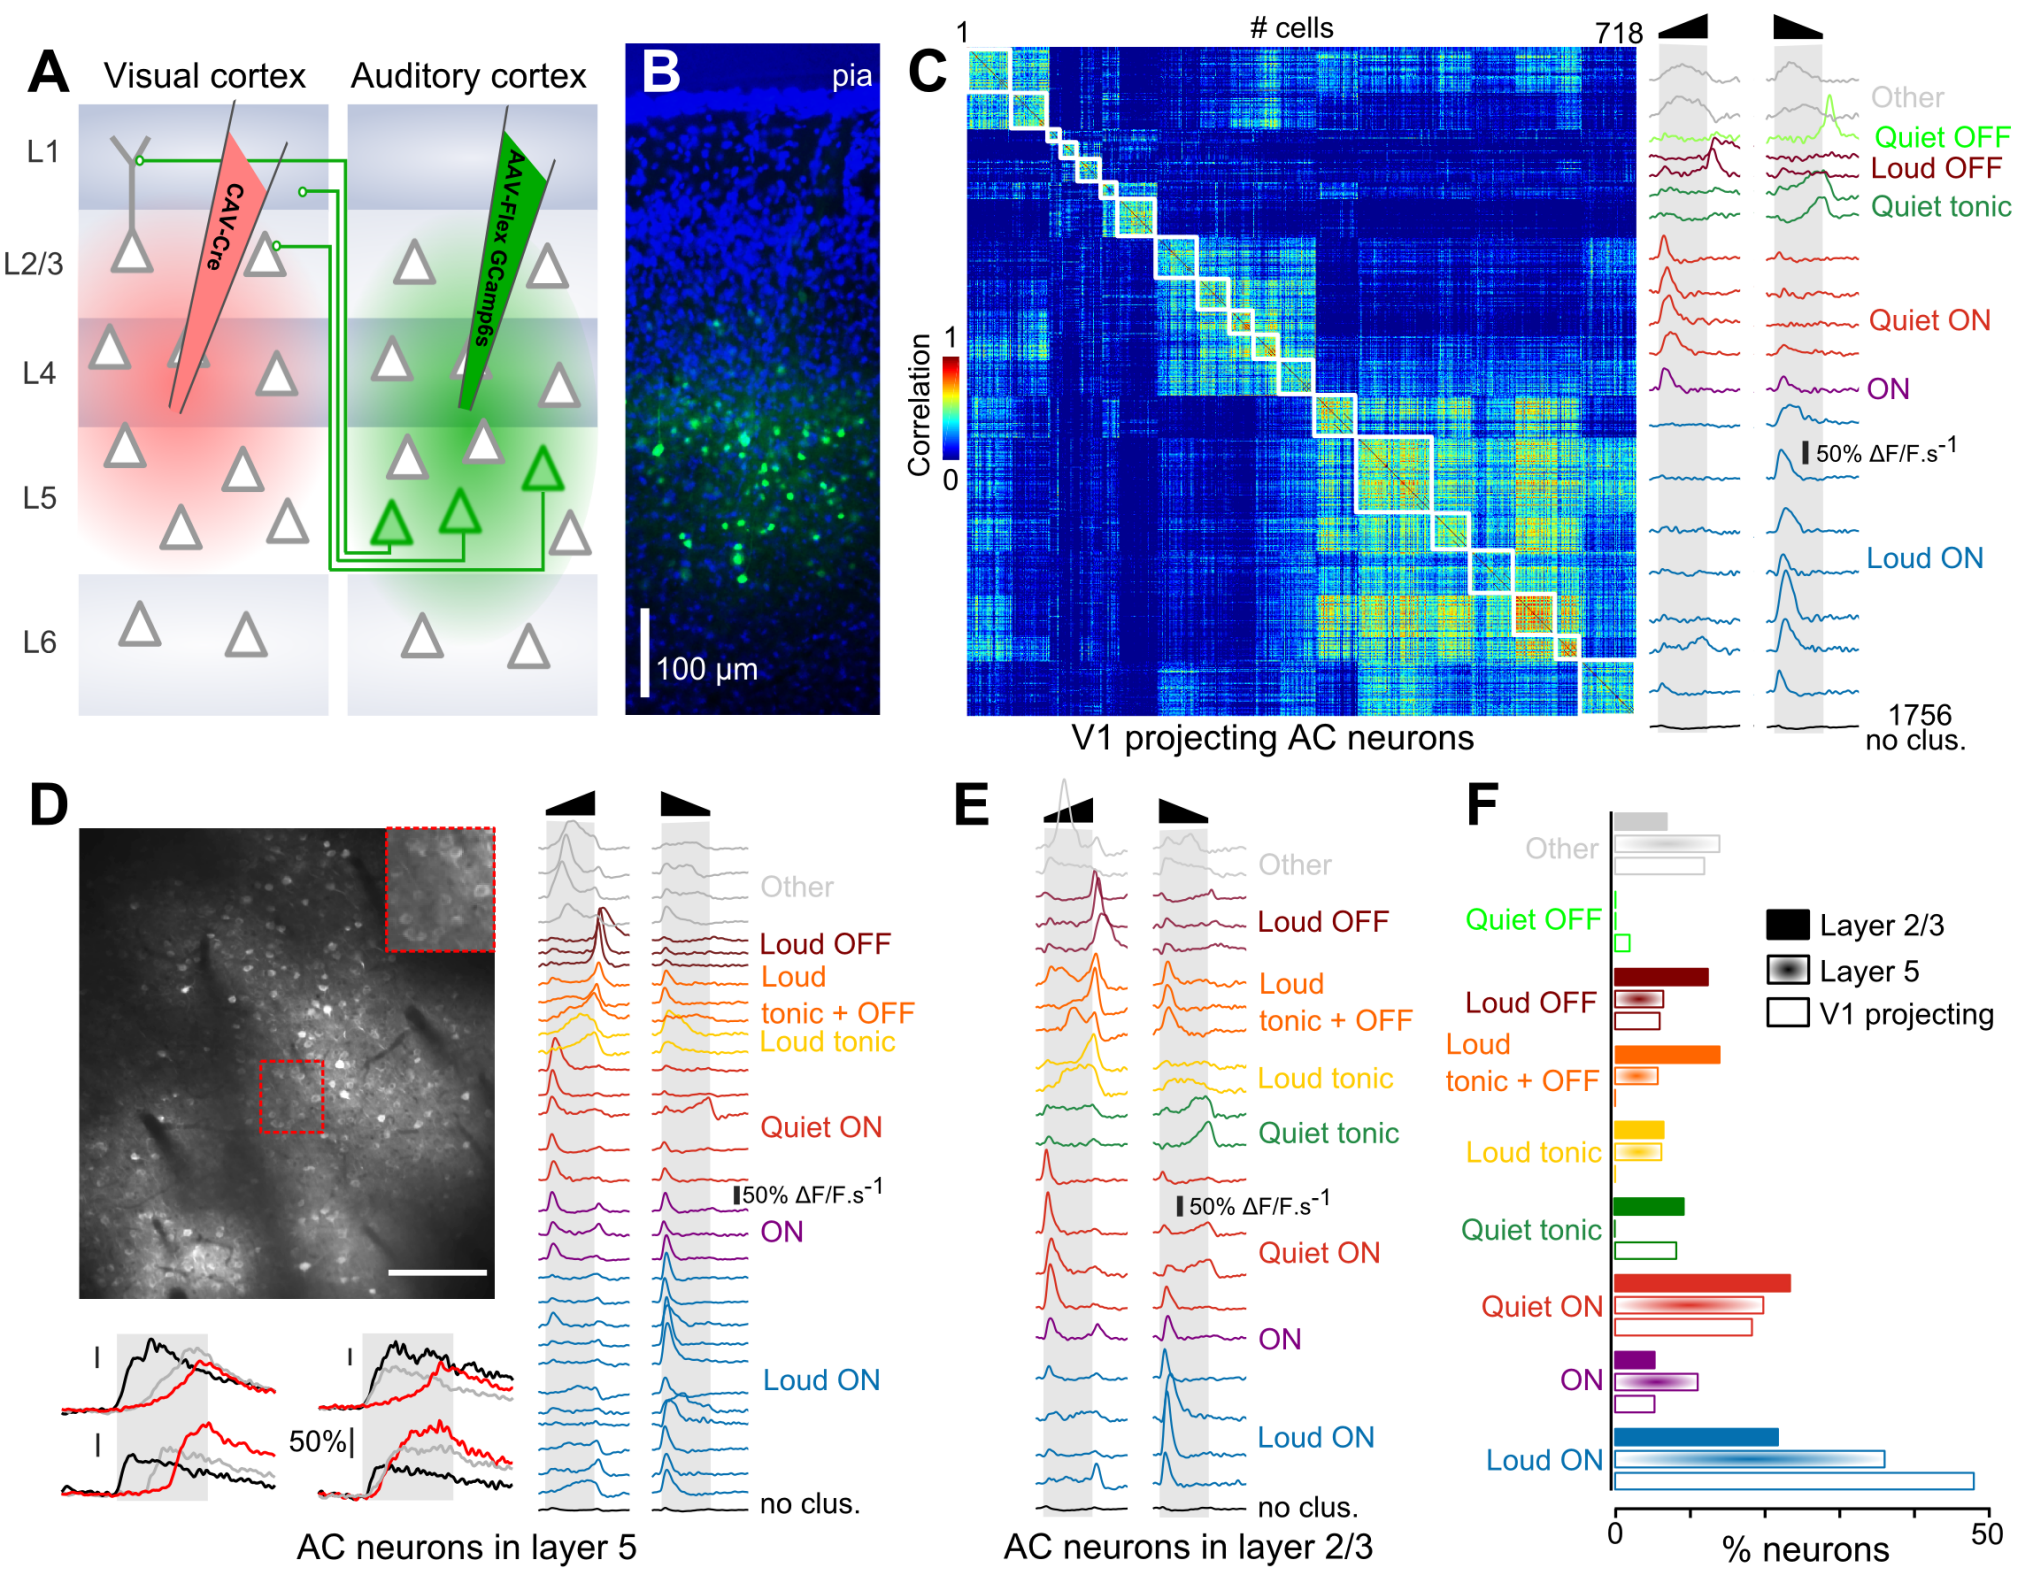 A
Visual cortex
Auditory cortex
L1
L2/3
L4
L5
L6
CAV-Cre
AAV-Flex GCamp6s
B
pia
100 µm
C
1
# cells
718
Correlation
1
0
V1 projecting AC neurons
Other
Quiet OFF
Loud OFF
Quiet tonic
Quiet ON
ON
50% ΔF/F.s-1
Loud ON
1756
no clus.
D
50%
Other
Loud OFF
Loud
tonic + OFF
Loud tonic
Quiet ON
50% ΔF/F.s-1
ON
Loud ON
no clus.
AC neurons in layer 5
E
Other
Loud OFF
Loud
tonic + OFF
Loud tonic
Quiet tonic
50% ΔF/F.s-1
Quiet ON
ON
Loud ON
no clus.
AC neurons in layer 2/3
F
Other
Quiet OFF
Loud OFF
Loud
tonic + OFF
Loud tonic
Quiet tonic
Quiet ON
ON
Loud ON
Layer 2/3
Layer 5
V1 projecting
0
50
% neurons